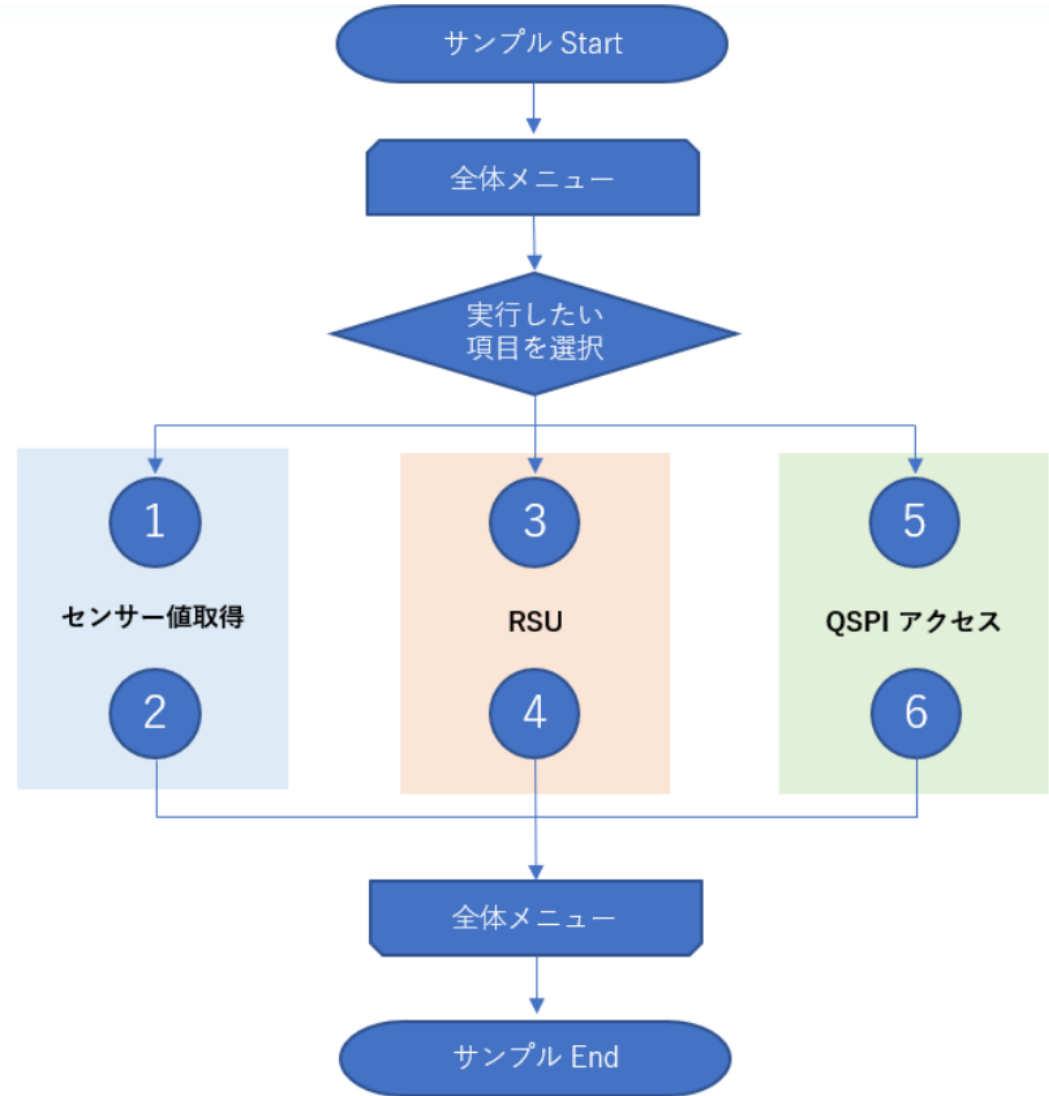 サンプル Start
全体メニュー
実行したい
項目を選択
1
3
5
センサー値取得
RSU
QSPI アクセス
2
4
6
全体メニュー
サンプル End